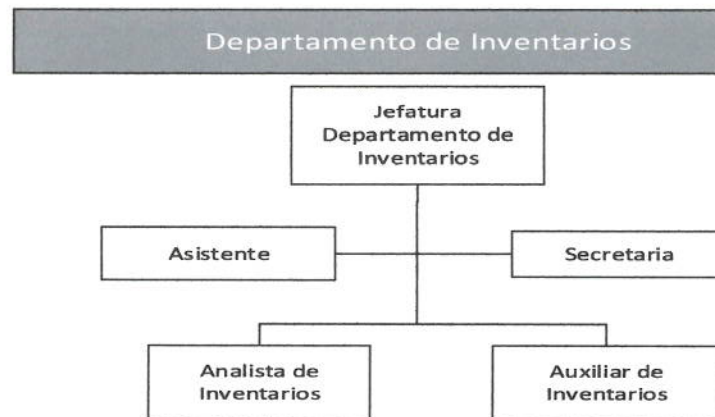 Departamento de Inventarios
Jefatura
Departamento de
Inventarios
Asistente
Secretaria
Analista de
Inventarios
Auxiliar de
Inventarios